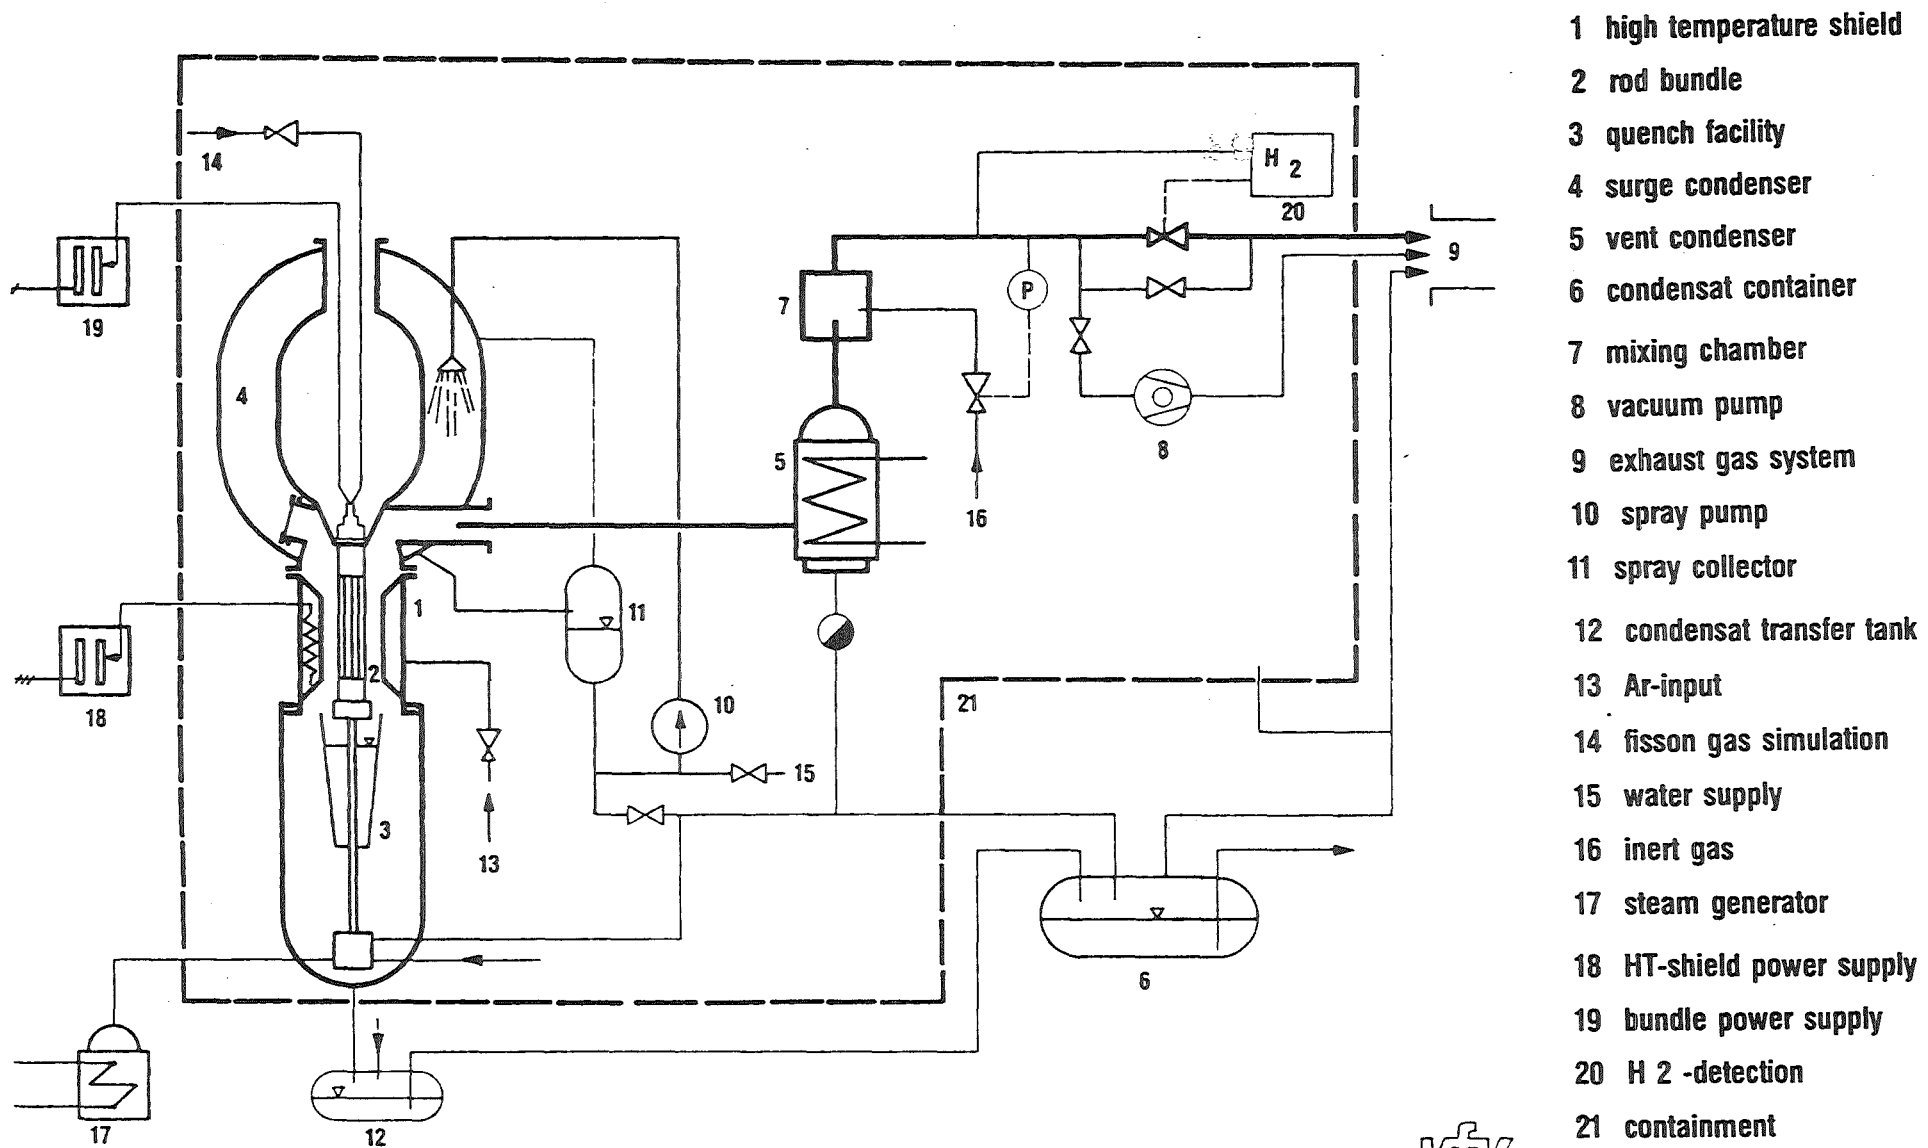 14
19
4
18
17
12
3
2
1
13
11
10
15
5
7
P
16
8
H 2
20
9
21
6
1 high temperature shield
2 rod bundle
3 quench facility
4 surge condenser
5 vent condenser
6 condensat container
7 mixing chamber
8 vacuum pump
9 exhaust gas system
10 spray pump
11 spray collector
12 condensat transfer tank
13 Ar-input
14 fisson gas simulation
15 water supply
16 inert gas
17 steam generator
18 HT-shield power supply
19 bundle power supply
20 H 2 -detection
21 containment